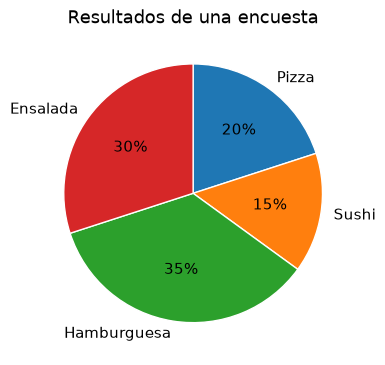 Resultados de una encuesta
Pizza
Ensalada
20%
30%
15%
Sushi
35%
Hamburguesa